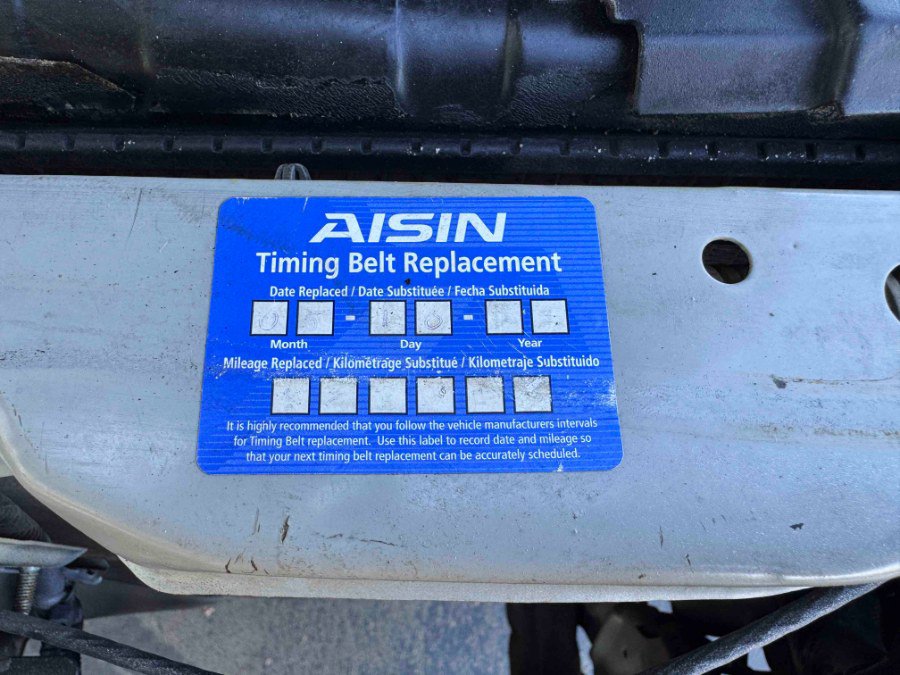 AISIN
Timing Belt Replacement
Date Replaced / Date Substituée / Fecha Substituida
Month Day Year
Mileage Replaced / Kilométrage Substitué / Kilometraje Substituido
It is highly recommended that you follow the vehicle manufacturers intervals
for Timing Belt replacement. Use this label to record date and mileage so
that your next timing belt replacement can be accurately scheduled.